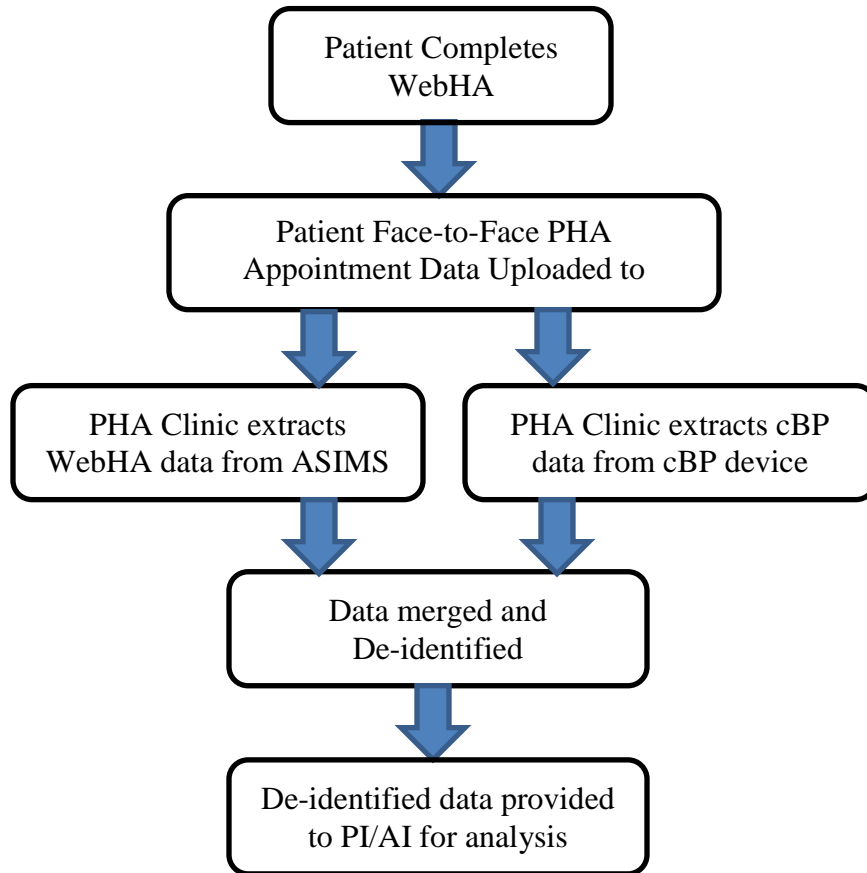 Patient Completes
WebHA
Patient Face-to-Face PHA
Appointment Data Uploaded to
PHA Clinic extracts
WebHA data from ASIMS
PHA Clinic extracts cBP
data from cBP device
Data merged and
De-identified
De-identified data provided
to PI/AI for analysis